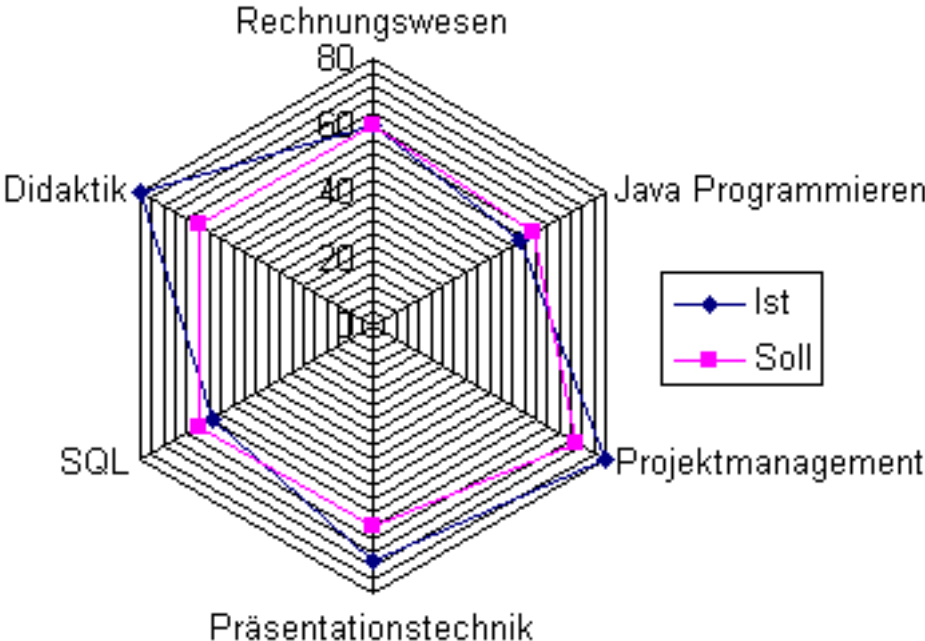 Rechnungswesen
80
60
Didaktik
40
Java Programmieren
20
0
Ist
Soll
SQL
Projektmanagement
Präsentationstechnik